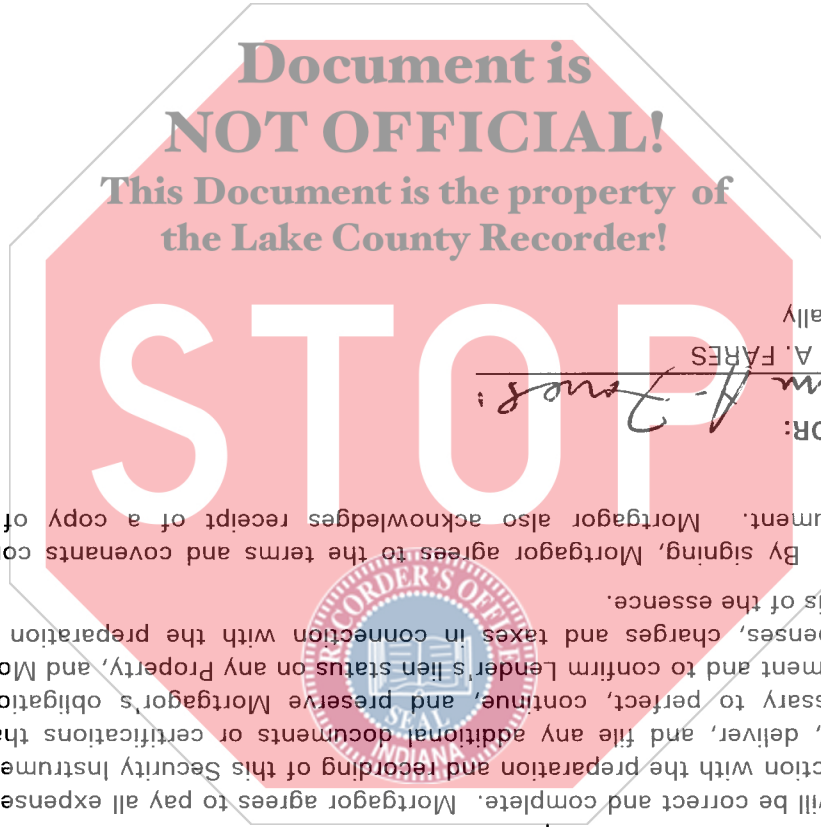 Document is
NOT OFFICIAL!
This Document is the property of
the Lake County Recorder!
STOP
RECORDER'S OFFICE
SEAL
INDIANA
will be correct and complete. Mortgagor agrees to pay all expense
ction with the preparation and recording of this Security Instrume
, deliver, and file any additional documents or certifications tha
ssary to perfect, continue, and preserve Mortgagor's obligatio
ment and to confirm Lender's lien status on any Property, and Mo
penses, charges and taxes in connection with the preparation
is of the essence.
By signing, Mortgagor agrees to the terms and covenants co
ument. Mortgagor also acknowledges receipt of a copy of
OR:
A. FARES
ally